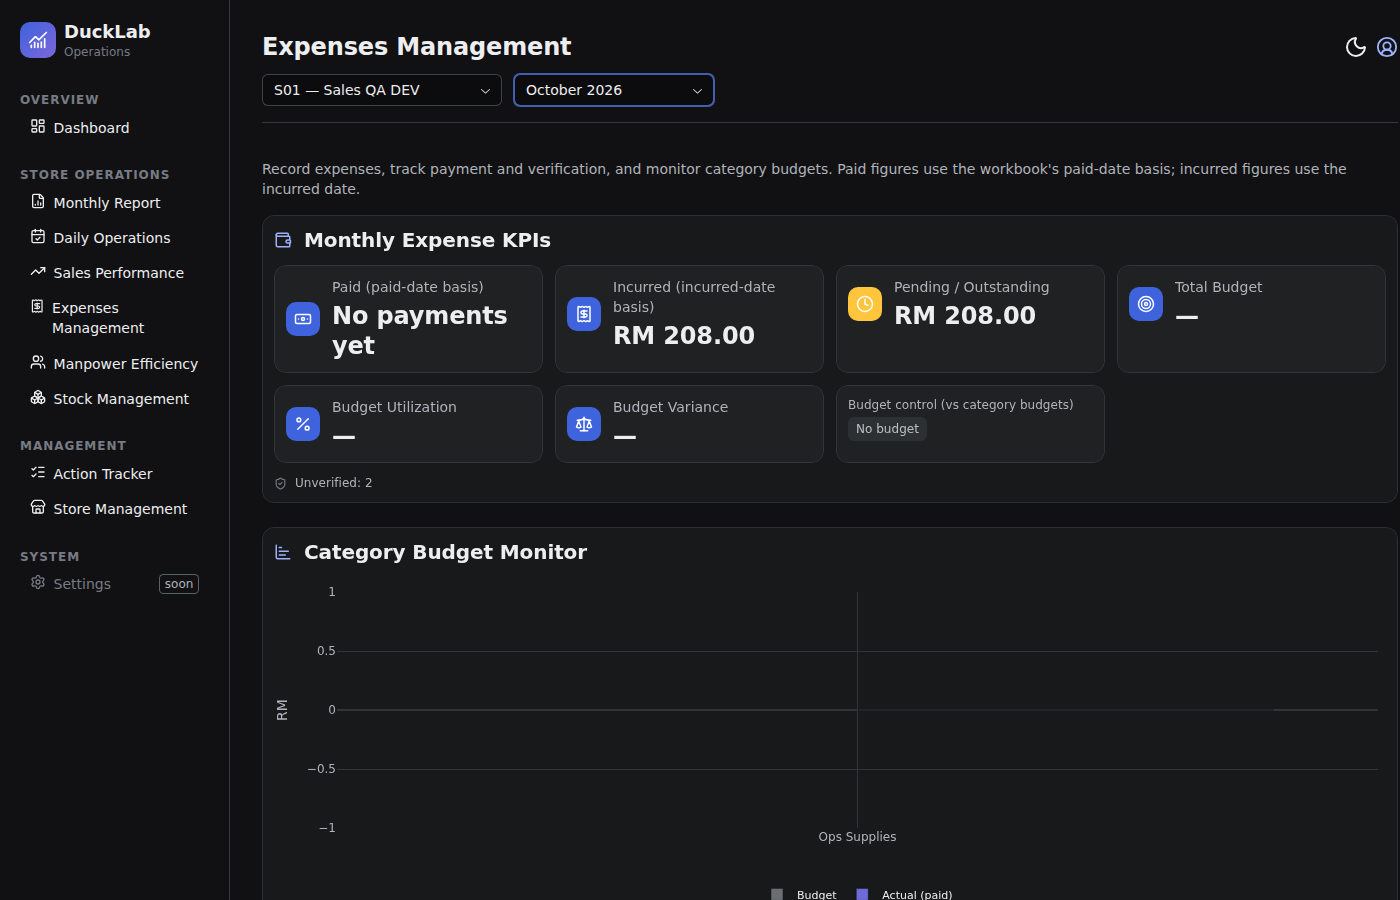 DuckLab
Operations
OVERVIEW
Dashboard
STORE OPERATIONS
Monthly Report
Daily Operations
Sales Performance
Expenses
Management
Manpower Efficiency
Stock Management
MANAGEMENT
Action Tracker
Store Management
SYSTEM
Settings
soon
Expenses Management
S01 — Sales QA DEV
October 2026
Record expenses, track payment and verification, and monitor category budgets. Paid figures use the workbook's paid-date basis; incurred figures use the
incurred date.
Monthly Expense KPIs
Paid (paid-date basis)
No payments
yet
Incurred (incurred-date
basis)
RM 208.00
Pending / Outstanding
RM 208.00
Total Budget
—
Budget Utilization
—
Budget Variance
—
Budget control (vs category budgets)
No budget
Unverified: 2
Category Budget Monitor
1
0.5
0
−0.5
−1
RM
Ops Supplies
Budget
Actual (paid)